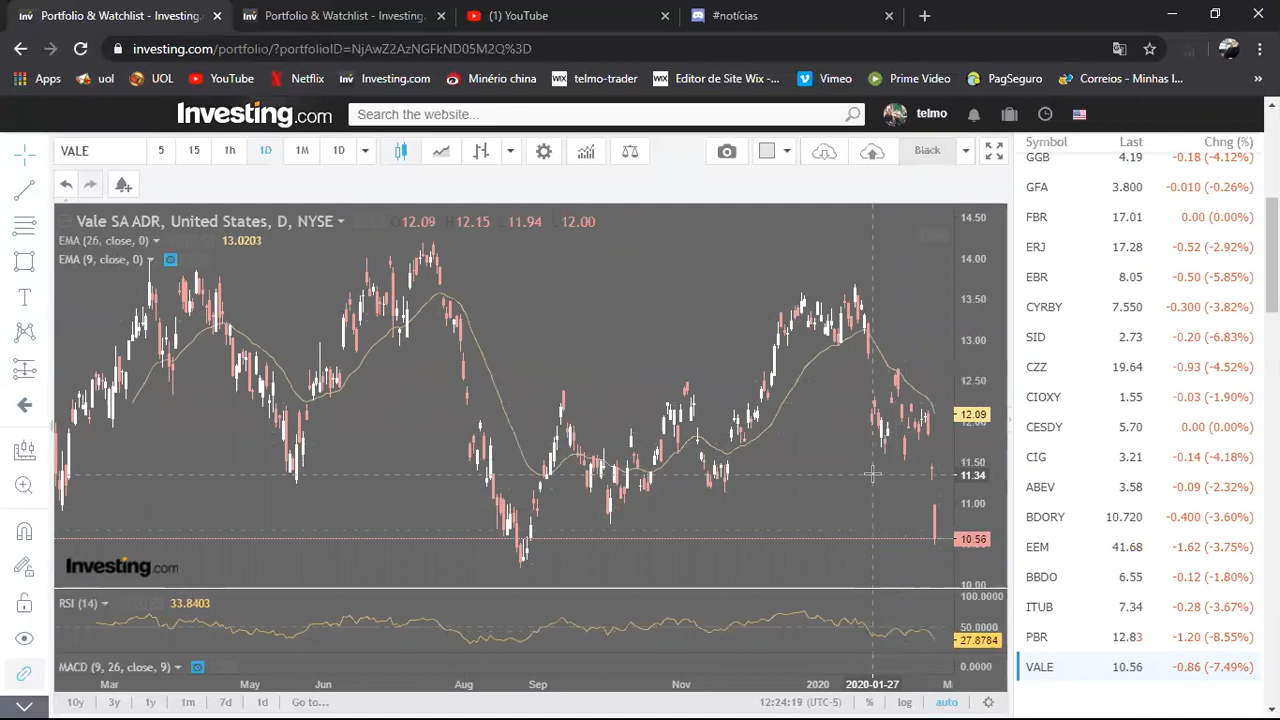 Portfolio & Watchlist - Investing. Portfolio & Watchlist - Investing. (1) YouTube #notícias
investing.com/portfolio/?portfolioID=NjAwZ2AzNGFkND05M2Q%3D
Apps uol UOL YouTube Netflix Investing.com Minério china telmo-trader Editor de Site Wix -... Vimeo Prime Video PagSeguro Correios - Minhas I... »
Investing.com Search the website... telmo
VALE 5 15 1h 1D 1M 1D Black
Symbol Last Chng (%)
GGB 4.19 -0.18 (-4.12%)
GFA 3.800 -0.010 (-0.26%)
FBR 17.01 0.00 (0.00%)
ERJ 17.28 -0.52 (-2.92%)
EBR 8.05 -0.50 (-5.85%)
CYRBY 7.550 -0.300 (-3.82%)
SID 2.73 -0.20 (-6.83%)
CZZ 19.64 -0.93 (-4.52%)
CIOXY 1.55 -0.03 (-1.90%)
CESDY 5.70 0.00 (0.00%)
CIG 3.21 -0.14 (-4.18%)
ABEV 3.58 -0.09 (-2.32%)
BDORY 10.720 -0.400 (-3.60%)
EEM 41.68 -1.62 (-3.75%)
BBDO 6.55 -0.12 (-1.80%)
ITUB 7.34 -0.28 (-3.67%)
PBR 12.83 -1.20 (-8.55%)
VALE 10.56 -0.86 (-7.49%)
Vale SA ADR, United States, D, NYSE O 12.09 H 12.15 L 11.94 12.00
EMA (26, close, 0) 13.0203
EMA (9, close, 0)
14.50
14.00
13.50
13.00
12.50
12.09
12.00
11.50
11.34
11.00
10.56
10.00
Investing.com
RSI (14) 33.8403
100.0000
50.0000
27.8784
MACD (9, 26, close, 9)
0.0000
Mar May Jun Aug Sep Nov 2020 2020-01-27 M
10y 3y 1y 1m 7d 1d Go to... 12:24:19 (UTC-5) % log auto